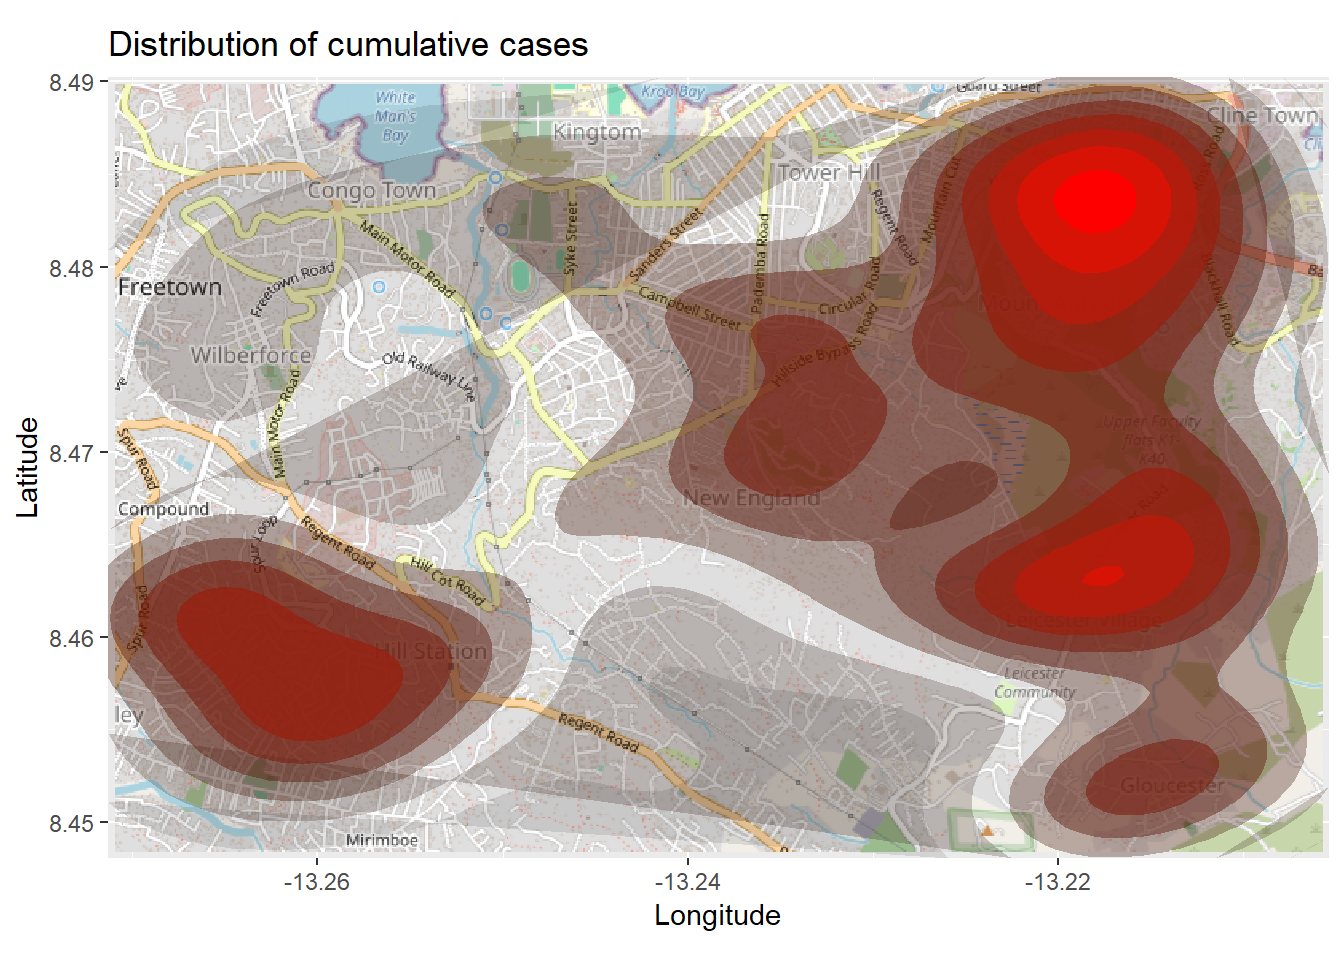 Distribution of cumulative cases
8.49
8.48
8.47
8.46
8.45
Latitude
White
Man's
Bay
Kroo Bay
Guard Street
Cline Town
Kingtom
Congo Town
Tower Hill
Mountain Cut
Regent Road
Syke Street
Sanders Street
Pademba Road
Main Motor Road
Freetown
Freetown Road
Campbell Street
Circular Road
Blackhall Road
Wilberforce
Old Railway Line
Hillside Bypass Road
Main Motor Road
Spur Road
Upper Faculty
flats K1-
K40
New England
Compound
Spur Loop
Regent Road
Hill Cot Road
Spur Road
Hill Station
Leicester Village
Leicester
Community
ley
Regent Road
Gloucester
Mirimboe
-13.26
-13.24
-13.22
Longitude